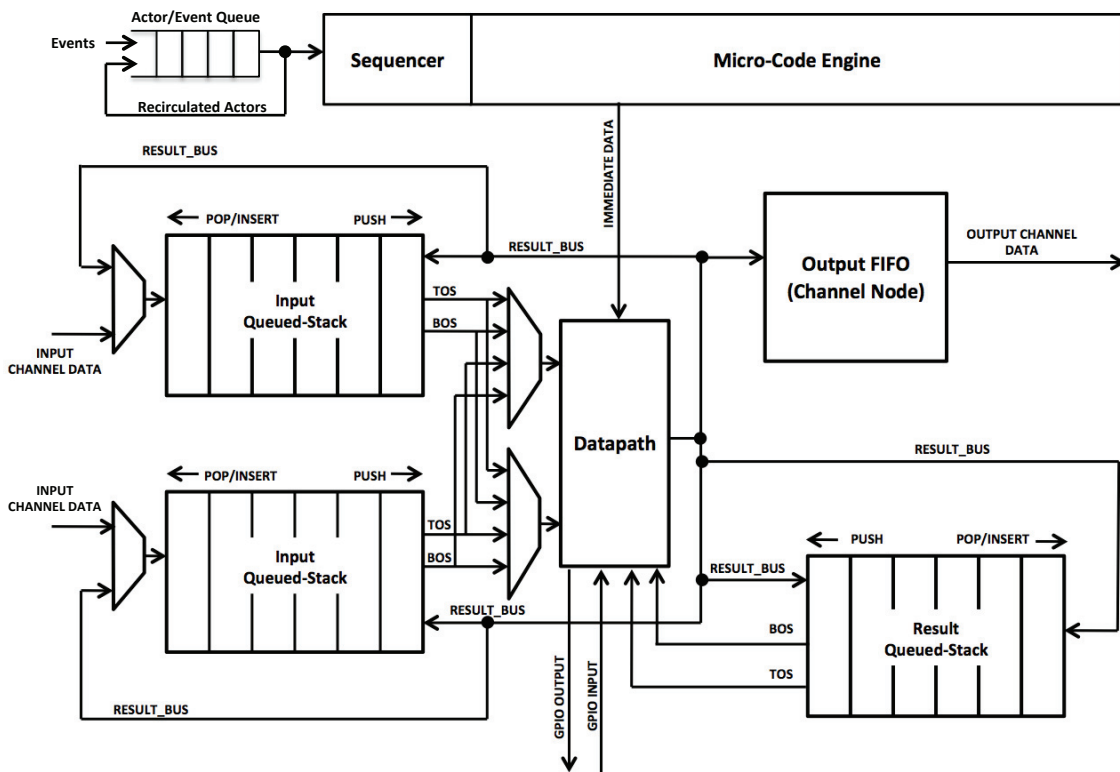 Actor/Event Queue
Events
Recirculated Actors
Sequencer
Micro-Code Engine
RESULT_BUS
IMMEDIATE DATA
POP/INSERT
PUSH
RESULT_BUS
Input
Queued-Stack
TOS
BOS
INPUT
CHANNEL DATA
Output FIFO
(Channel Node)
OUTPUT CHANNEL
DATA
Datapath
RESULT_BUS
INPUT
CHANNEL DATA
POP/INSERT
PUSH
Input
Queued-Stack
TOS
BOS
RESULT_BUS
RESULT_BUS
PUSH
POP/INSERT
RESULT_BUS
BOS
TOS
Result
Queued-Stack
GPIO OUTPUT
GPIO INPUT